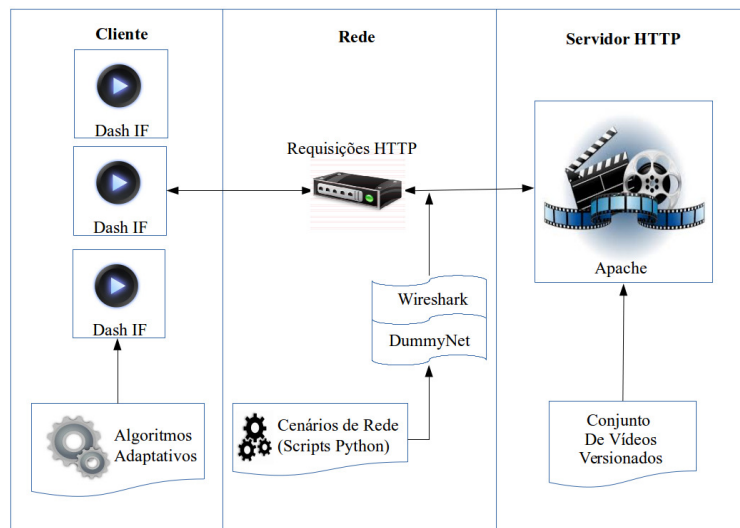 Cliente
Dash IF
Dash IF
Dash IF
Algoritmos
Adaptativos
Rede
Requisições HTTP
Wireshark
DummyNet
Cenários de Rede
(Scripts Python)
Servidor HTTP
Apache
Conjunto
De Vídeos
Versionados